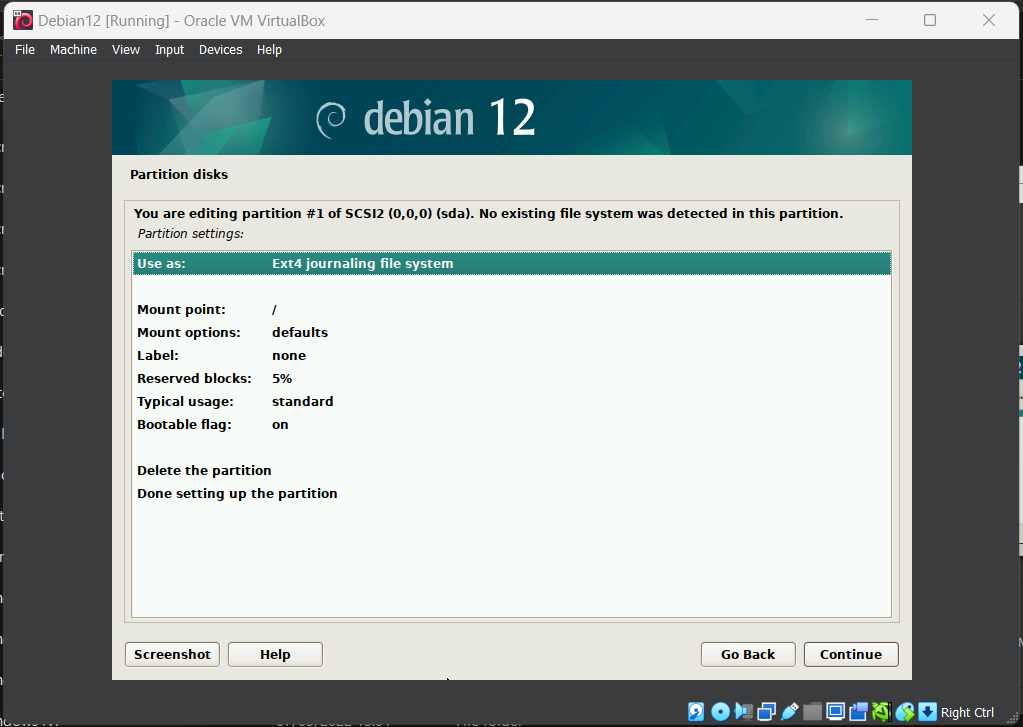 Debian12 [Running] - Oracle VM VirtualBox
File Machine View Input Devices Help
debian 12
Partition disks
You are editing partition #1 of SCSI2 (0,0,0) (sda). No existing file system was detected in this partition.
Partition settings:
Use as: Ext4 journaling file system
Mount point: /
Mount options: defaults
Label: none
Reserved blocks: 5%
Typical usage: standard
Bootable flag: on
Delete the partition
Done setting up the partition
Screenshot Help Go Back Continue
Right Ctrl